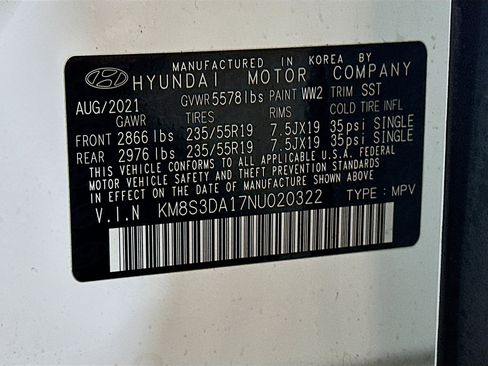 MANUFACTURED IN KOREA BY
HYUNDAI MOTOR COMPANY
AUG/2021 GVWR 5578 lbs PAINT WW2 TRIM SST
GAWR TIRES RIMS COLD TIRE INFL
FRONT 2866 lbs 235/55R19 7.5JX19 35psi SINGLE
REAR 2976 lbs 235/55R19 7.5JX19 35psi SINGLE
THIS VEHICLE CONFORMS TO ALL APPLICABLE U.S.A. FEDERAL
MOTOR VEHICLE SAFETY AND THEFT PREVENTION STANDARDS
IN EFFECT ON THE DATE OF MANUFACTURE SHOWN ABOVE.
V.I.N KM8S3DA17NU020322 TYPE : MPV